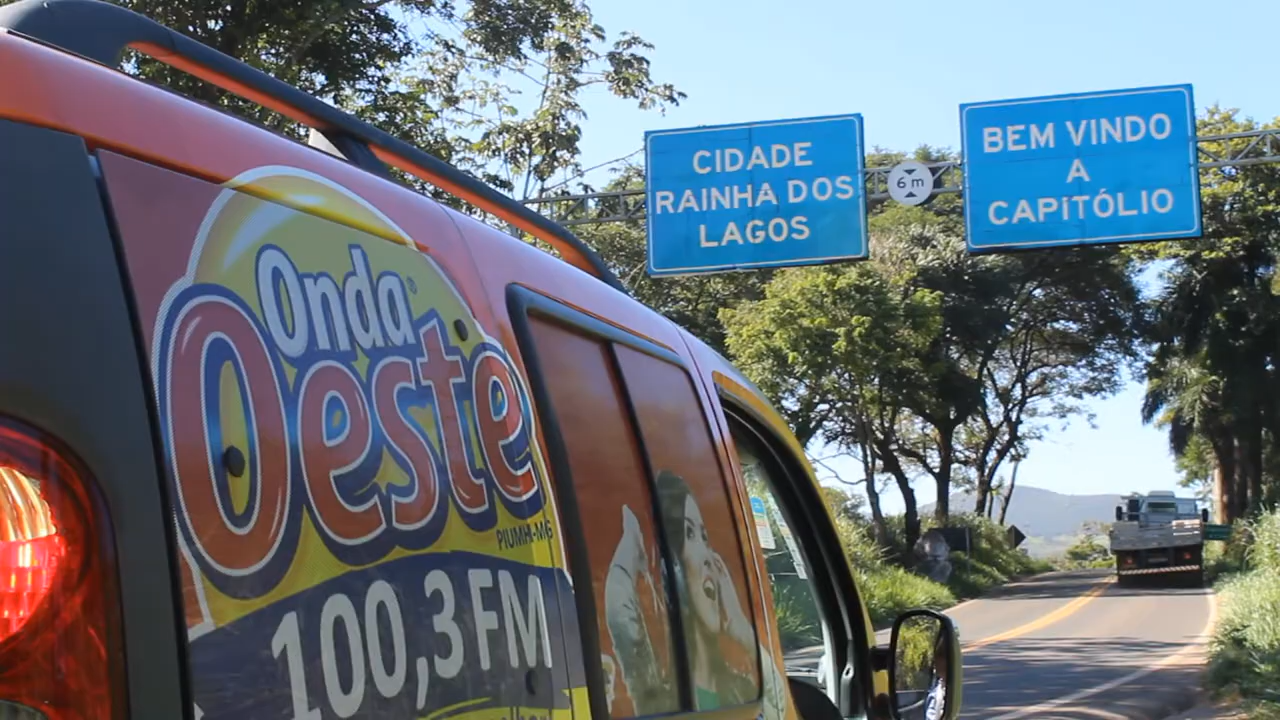 CIDADE
RAINHA DOS
LAGOS
6 m
BEM VINDO
A
CAPITÓLIO
Onda
Oeste
PIUMHI-MG
100,3 FM